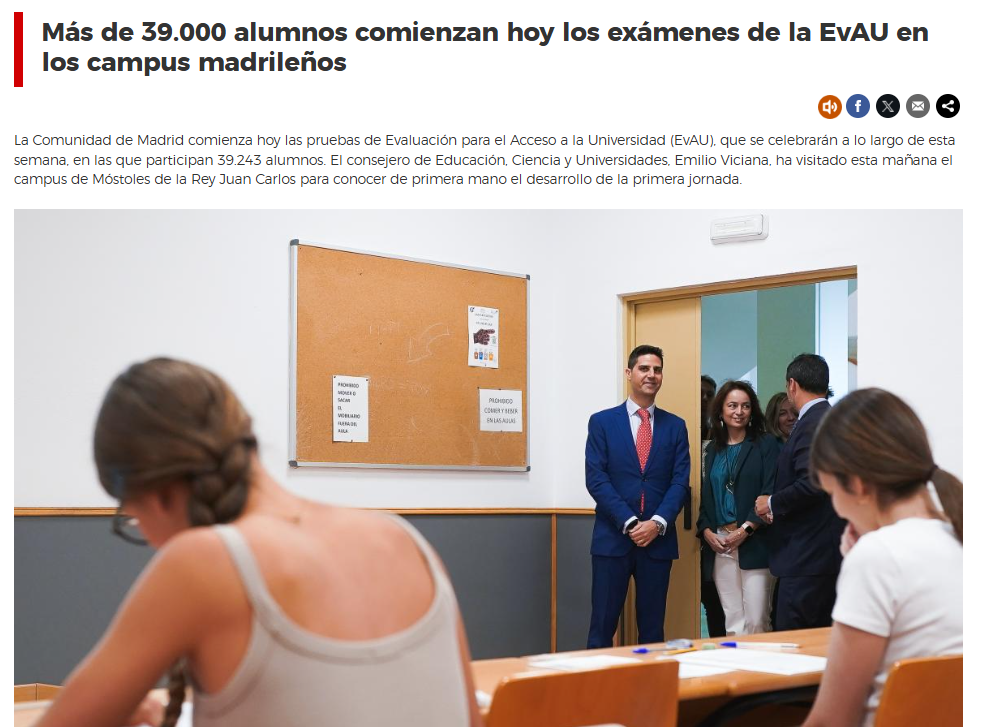 Más de 39.000 alumnos comienzan hoy los exámenes de la EvAU en
los campus madrileños
La Comunidad de Madrid comienza hoy las pruebas de Evaluación para el Acceso a la Universidad (EvAU), que se celebrarán a lo largo de esta
semana, en las que participan 39.243 alumnos. El consejero de Educación, Ciencia y Universidades, Emilio Viciana, ha visitado esta mañana el
campus de Móstoles de la Rey Juan Carlos para conocer de primera mano el desarrollo de la primera jornada.
PROHIBIDO
MOVER O
SACAR
EL
MOBILIARIO
FUERA DEL
AULA
PROHIBIDO
COMER Y BEBER
EN LAS AULAS